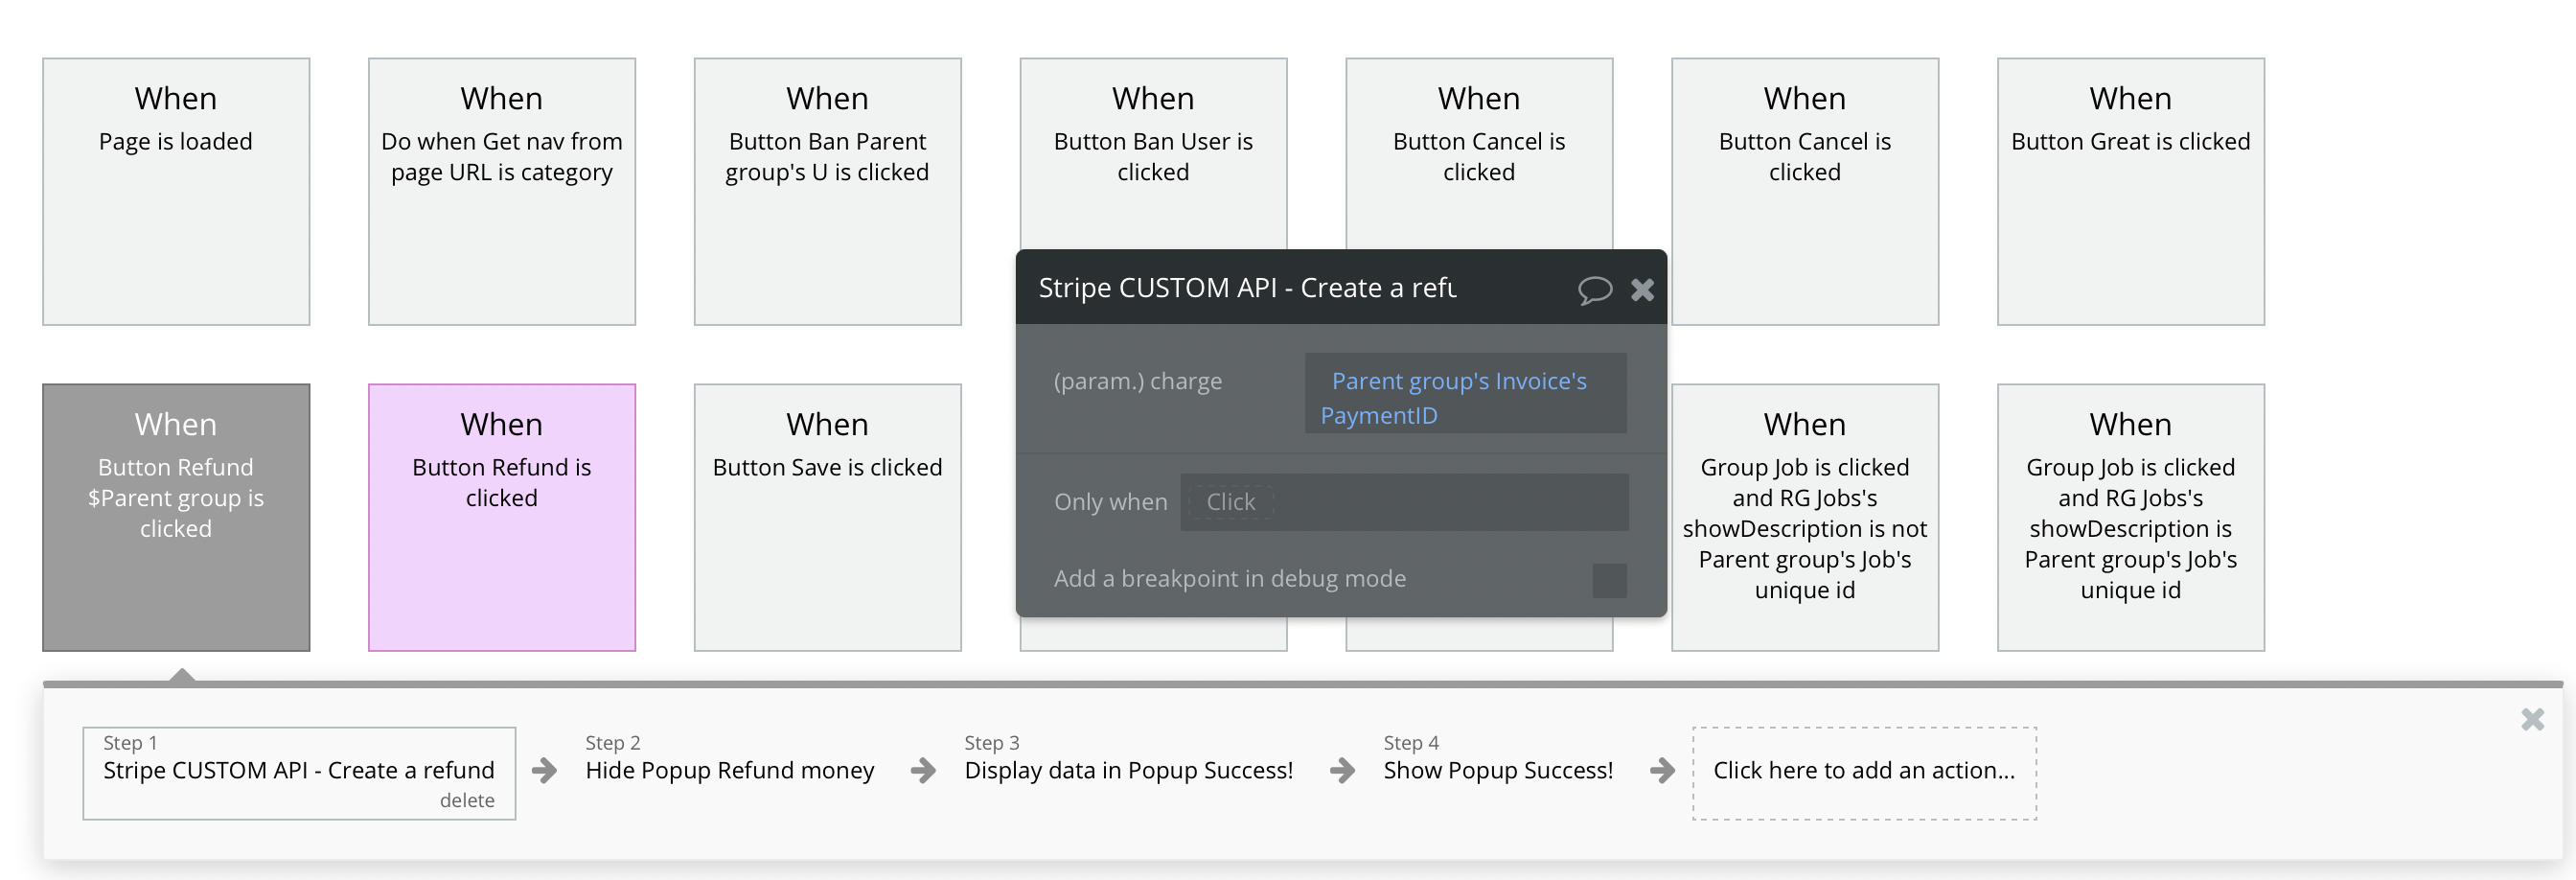 When
Page is loaded
When
Do when Get nav from
page URL is category
When
Button Ban Parent
group's U is clicked
When
Button Ban User is
clicked
When
Button Cancel is
clicked
When
Button Cancel is
clicked
When
Button Great is clicked
Stripe CUSTOM API - Create a refu
(param.) charge
Parent group's Invoice's
PaymentID
Only when
Click
Add a breakpoint in debug mode
When
Button Refund
$Parent group is
clicked
When
Button Refund is
clicked
When
Button Save is clicked
When
Group Job is clicked
and RG Jobs's
showDescription is not
Parent group's Job's
unique id
When
Group Job is clicked
and RG Jobs's
showDescription is
Parent group's Job's
unique id
Step 1
Stripe CUSTOM API - Create a refund
delete
Step 2
Hide Popup Refund money
Step 3
Display data in Popup Success!
Step 4
Show Popup Success!
Click here to add an action...